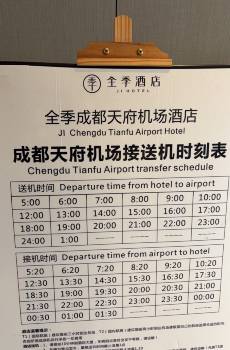 季 全季酒店
JI HOTEL
全季成都天府机场酒店
JI Chengdu Tianfu Airport Hotel
成都天府机场接送机时刻表
Chengdu Tianfu Airport transfer schedule
送机时间 Departure time from hotel to airport
5:00 6:00 7:00 8:00 9:00 10:00
12:00 13:00 14:00 15:00 16:00 17:00
18:00 19:00 20:00 21:00 22:00 23:00
24:00 1:00 —— —— —— ——
接机时间 Departure time from airport to hotel
5:20 6:20 7:20 8:20 9:20 10:20
12:30 13:30 14:30 15:30 16:30 17:30
18:30 19:00 19:30 20:00 20:30 21:00
21:30 22:00 22:30 23:00 23:30 00:00
00:30 01:00 01:30 —— —— ——